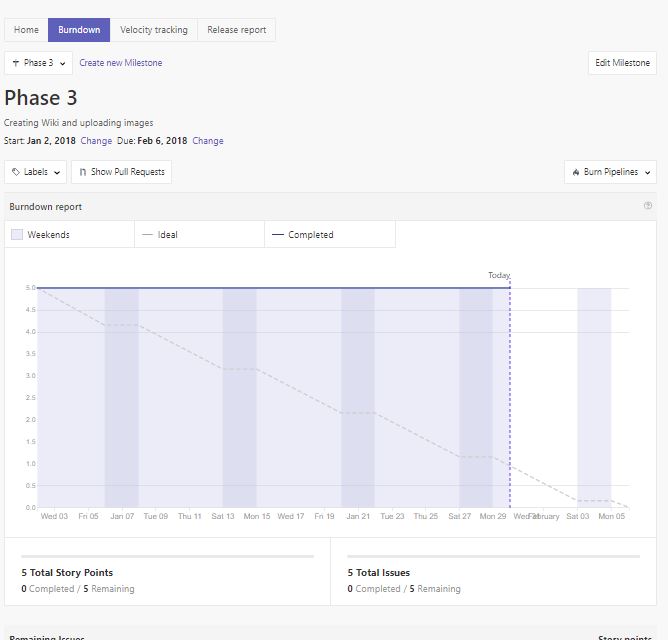 Home Burndown Velocity tracking Release report
Phase 3 Create new Milestone Edit Milestone
Phase 3
Creating Wiki and uploading images
Start: Jan 2, 2018 Change Due: Feb 6, 2018 Change
Labels Show Pull Requests Burn Pipelines
Burndown report
Weekends Ideal Completed
Today
5.0
4.5
4.0
3.5
3.0
2.5
2.0
1.5
1.0
0.5
0.0
Wed 03 Fri 05 Jan 07 Tue 09 Thu 11 Sat 13 Mon 15 Wed 17 Fri 19 Jan 21 Tue 23 Thu 25 Sat 27 Mon 29 Wed 31 February Sat 03 Mon 05
5 Total Story Points 5 Total Issues
0 Completed / 5 Remaining 0 Completed / 5 Remaining
Remaining Issues Story points